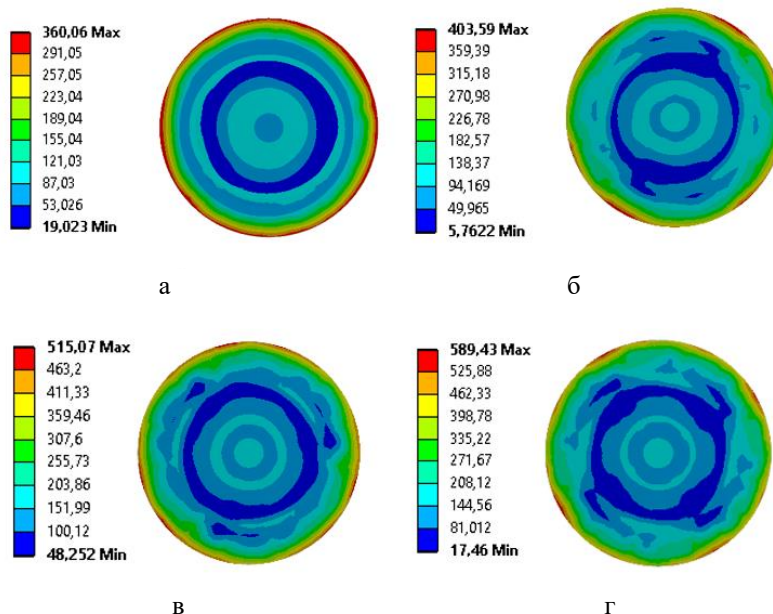 360,06 Max
291,05
257,05
223,04
189,04
155,04
121,03
87,03
53,026
19,023 Min
а
403,59 Max
359,39
315,18
270,98
226,78
182,57
138,37
94,169
49,965
5,7622 Min
б
515,07 Max
463,2
411,33
359,46
307,6
255,73
203,86
151,99
100,12
48,252 Min
в
589,43 Max
525,88
462,33
398,78
335,22
271,67
208,12
144,56
81,012
17,46 Min
г